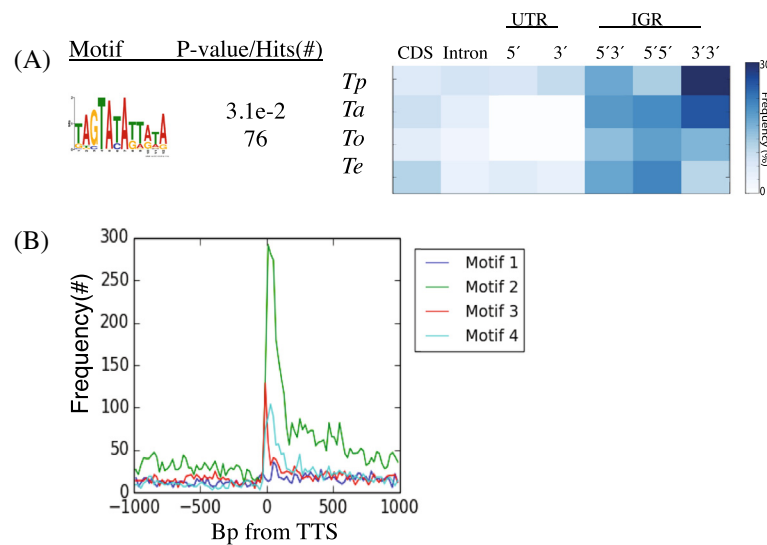 (A)
Motif P-value/Hits(#)
3.1e-2
76
UTR IGR
CDS Intron 5′ 3′ 5′3′ 5′5′ 3′3′
Tp
Ta
To
Te
30
Frequency (%)
0
(B)
Frequency(#)
300
250
200
150
100
50
0
−1000 −500 0 500 1000
Bp from TTS
Motif 1
Motif 2
Motif 3
Motif 4